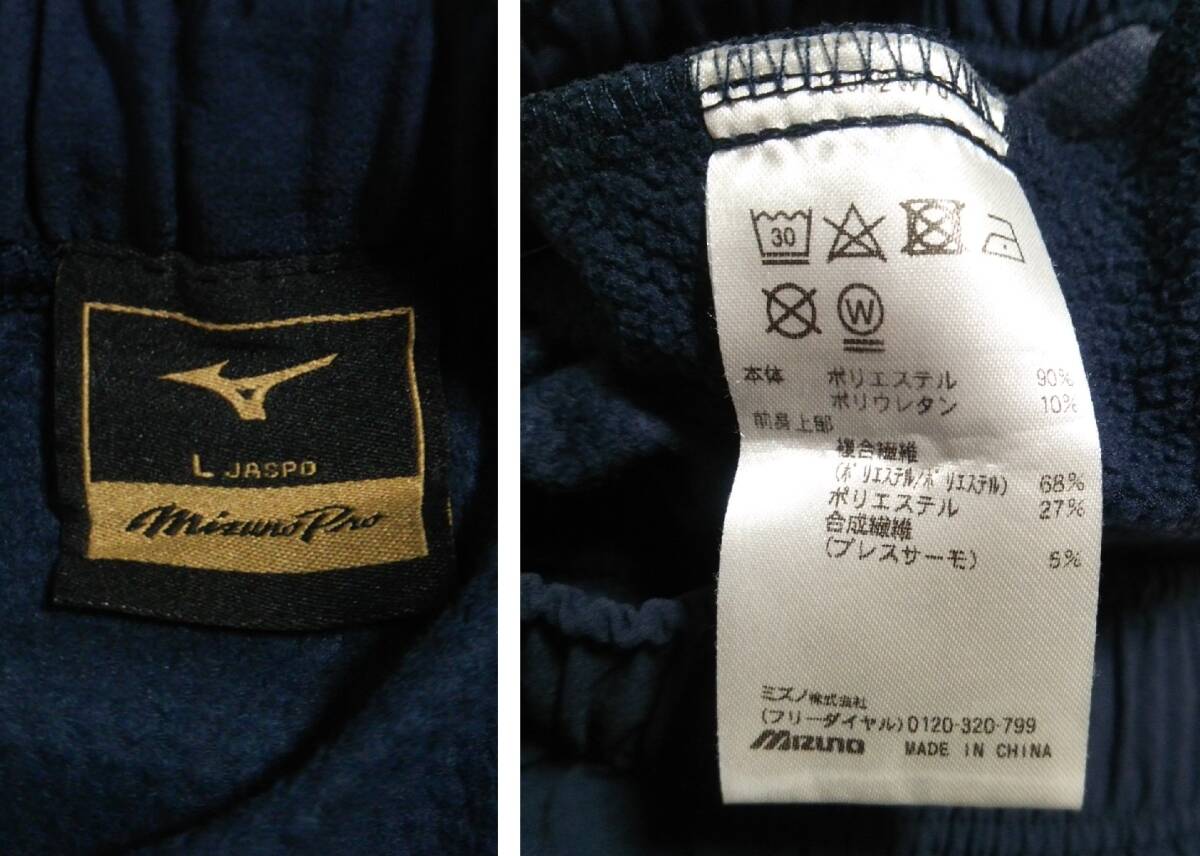 L JASPO
Mizuno Pro
30
W
本体 ポリエステル 90%
ポリウレタン 10%
前身上部
複合繊維
(ポリエステル/ポリエステル) 68%
ポリエステル 27%
合成繊維
(ブレスサーモ) 5%
ミズノ株式会社
(フリーダイヤル)0120-320-799
mizuno MADE IN CHINA